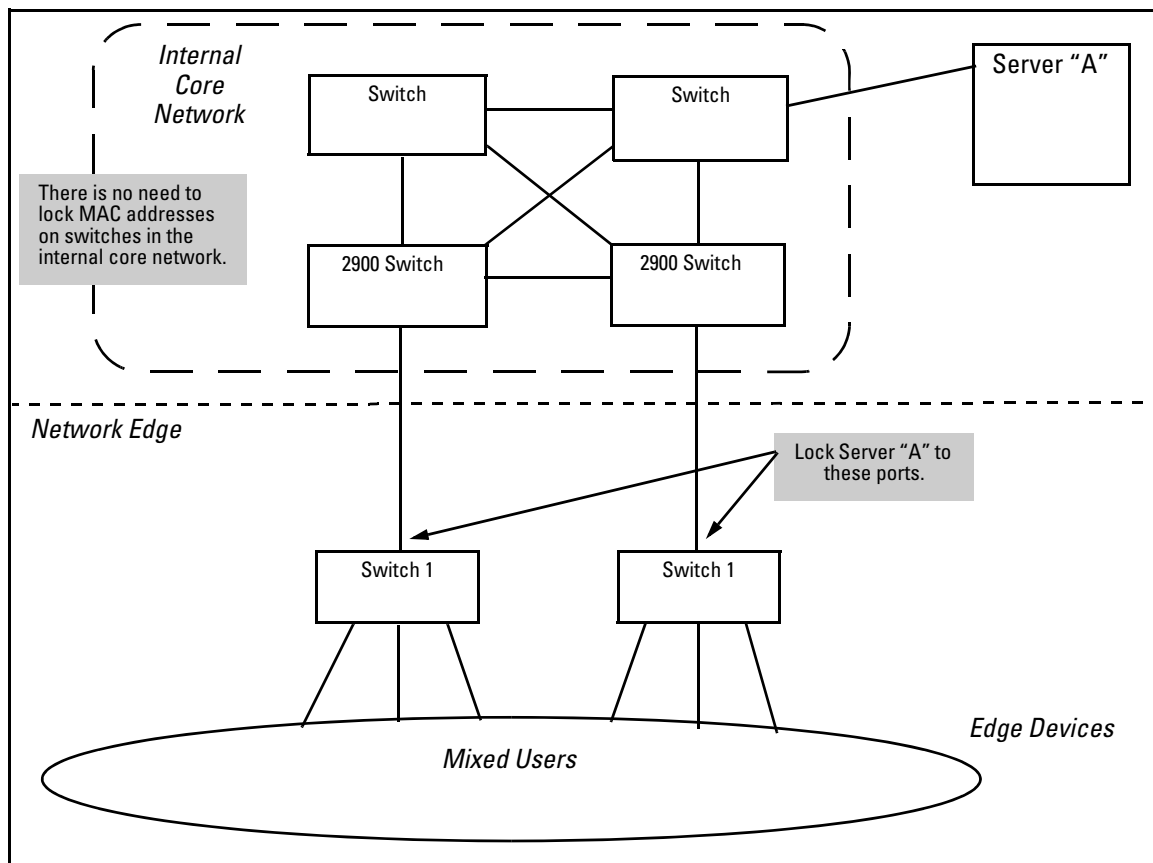 Internal
Core
Network
Switch
Switch
Server “A”
There is no need to
lock MAC addresses
on switches in the
internal core network.
2900 Switch
2900 Switch
Network Edge
Lock Server “A” to
these ports.
Switch 1
Switch 1
Edge Devices
Mixed Users